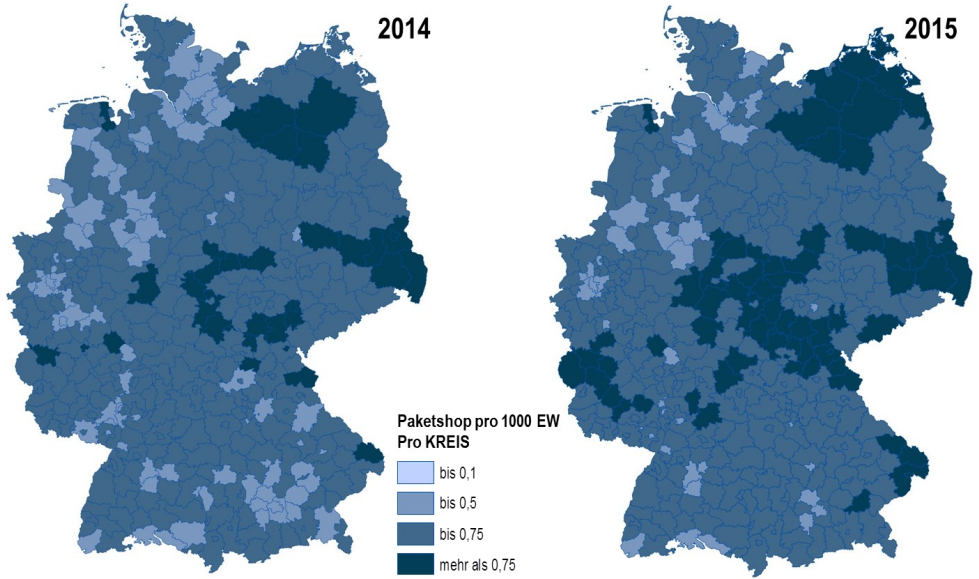 2014
2015
Paketshop pro 1000 EW
Pro KREIS
bis 0,1
bis 0,5
bis 0,75
mehr als 0,75